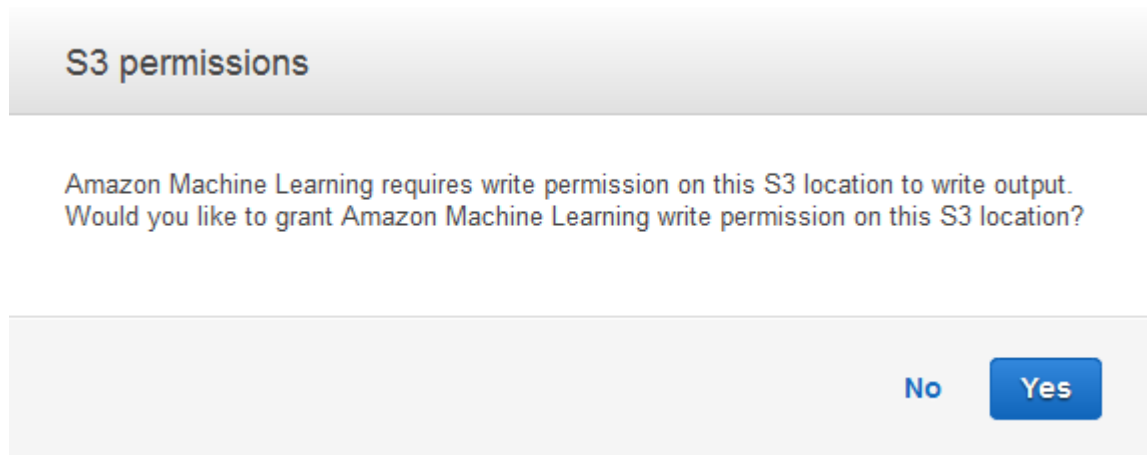 S3 permissions
Amazon Machine Learning requires write permission on this S3 location to write output.
Would you like to grant Amazon Machine Learning write permission on this S3 location?
No Yes